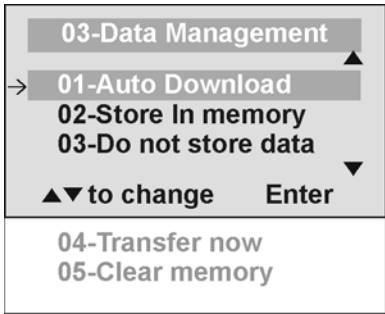 03-Data Management
01-Auto Download
02-Store In memory
03-Do not store data
▲▼to change Enter
04-Transfer now
05-Clear memory